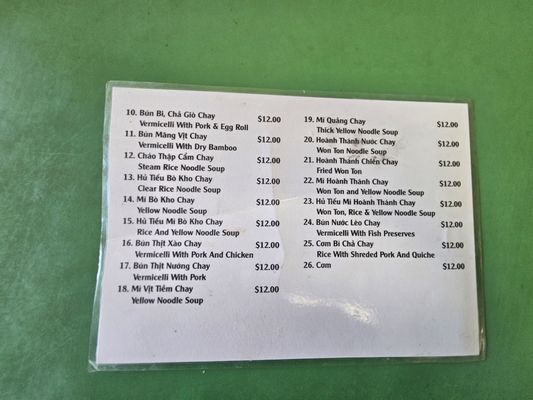 10. Bún Bì, Chả Giò Chay $12.00
Vermicelli With Pork & Egg Roll
11. Bún Măng Vịt Chay $12.00
Vermicelli With Dry Bamboo
12. Cháo Thập Cẩm Chay $12.00
Steam Rice Noodle Soup
13. Hủ Tiếu Bò Kho Chay $12.00
Clear Rice Noodle Soup
14. Mì Bò Kho Chay $12.00
Yellow Noodle Soup
15. Hủ Tiếu Mì Bò Kho Chay $12.00
Rice And Yellow Noodle Soup
16. Bún Thịt Xào Chay $12.00
Vermicelli With Pork And Chicken
17. Bún Thịt Nướng Chay $12.00
Vermicelli With Pork
18. Mì Vịt Tiềm Chay $12.00
Yellow Noodle Soup
19. Mì Quảng Chay $12.00
Thick Yellow Noodle Soup
20. Hoành Thánh Nước Chay $12.00
Won Ton Noodle Soup
21. Hoành Thánh Chiên Chay $12.00
Fried Won Ton
22. Mì Hoành Thánh Chay $12.00
Won Ton and Yellow Noodle Soup
23. Hủ Tiếu Mì Hoành Thánh Chay $12.00
Won Ton, Rice & Yellow Noodle Soup
24. Bún Nước Lèo Chay $12.00
Vermicelli With Fish Preserves
25. Cơm Bì Chả Chay $12.00
Rice With Shreded Pork And Quiche
26. Cơm $12.00